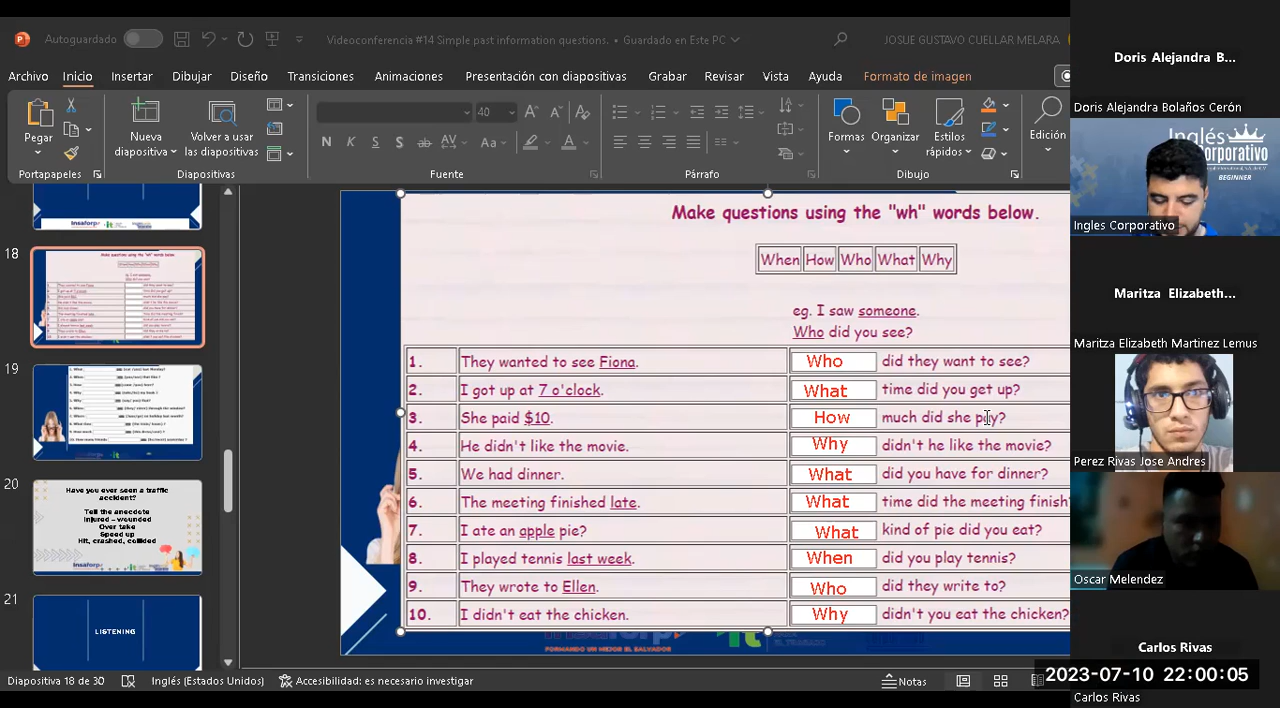 Autoguardado
Videoconferencia #14 Simple past information questions. • Guardado en Este PC
JOSUE GUSTAVO CUELLAR MELARA
Archivo Inicio Insertar Dibujar Diseño Transiciones Animaciones Presentación con diapositivas Grabar Revisar Vista Ayuda Formato de imagen
Pegar
Nueva diapositiva
Volver a usar las diapositivas
40
N K S S ab AV Aa A
Formas
Organizar
Estilos rápidos
Edición
Portapapeles
Diapositivas
Fuente
Párrafo
Dibujo
18
19
20
Have you ever seen a traffic
accident?
Tell the anecdote
Injured – wounded
Over take
Speed up
Hit, crashed, collided
21
LISTENING
Make questions using the "wh" words below.
When How Who What Why
eg. I saw someone.
Who did you see?
1. They wanted to see Fiona. Who did they want to see?
2. I got us at 7 o'clock. What time did you got up?
3. She paid $10. How much did she
4. He didn't like the movie. Why didn't he like the movie?
5. We had dinner. What did you have for dinner?
6. The meeting finished late. What time did the meeting finish
7. I ate an apple pie? What kind of pie did you eat?
8. I played tennis last week. When did you play tennis?
9. They wrote to Ellen. Who did they write to?
10. I didn't eat the chicken. Why didn't you eat the chicken?
FORMANDO UN MEJOR EL SALVADOR
Diapositiva 18 de 30
Inglés (Estados Unidos)
Accesibilidad: es necesario investigar
Notas
Doris Alejandra B...
Doris Alejandra Bolaños Cerón
Inglés
orporativo
BEGINNER
Ingles Corporativo
Maritza Elizabeth...
Maritza Elizabeth Martinez Lemus
Perez Rivas Jose Andres
Oscar Melendez
Carlos Rivas
2023-07-10 22:00:05
Carlos Rivas